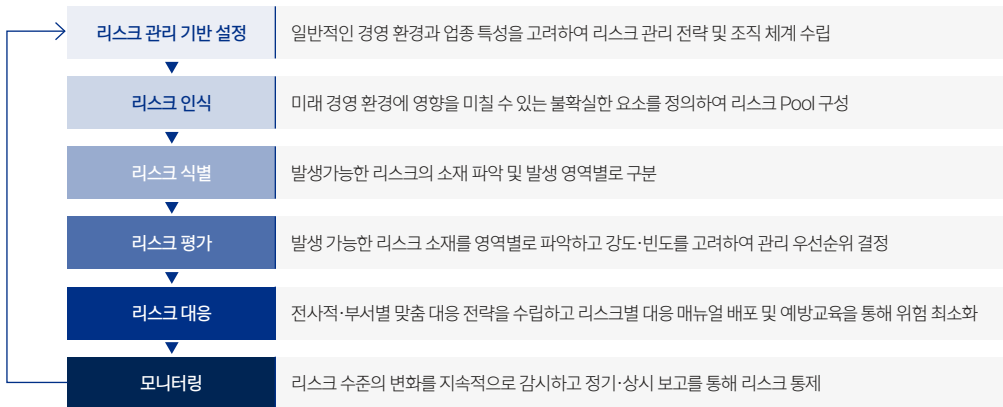 리스크 관리 기반 설정
일반적인 경영 환경과 업종 특성을 고려하여 리스크 관리 전략 및 조직 체계 수립
리스크 인식
미래 경영 환경에 영향을 미칠 수 있는 불확실한 요소를 정의하여 리스크 Pool 구성
리스크 식별
발생가능한 리스크의 소재 파악 및 발생 영역별로 구분
리스크 평가
발생 가능한 리스크 소재를 영역별로 파악하고 강도·빈도를 고려하여 관리 우선순위 결정
리스크 대응
전사적·부서별 맞춤 대응 전략을 수립하고 리스크별 대응 매뉴얼 배포 및 예방교육을 통해 위험 최소화
모니터링
리스크 수준의 변화를 지속적으로 감시하고 정기·상시 보고를 통해 리스크 통제